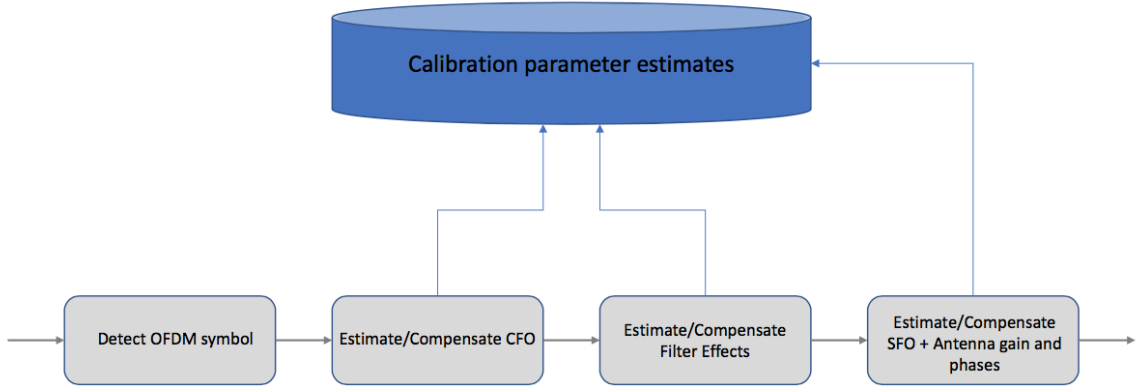 Calibration parameter estimates
Detect OFDM symbol
Estimate/Compensate CFO
Estimate/Compensate
Filter Effects
Estimate/Compensate
SFO + Antenna gain and
phases